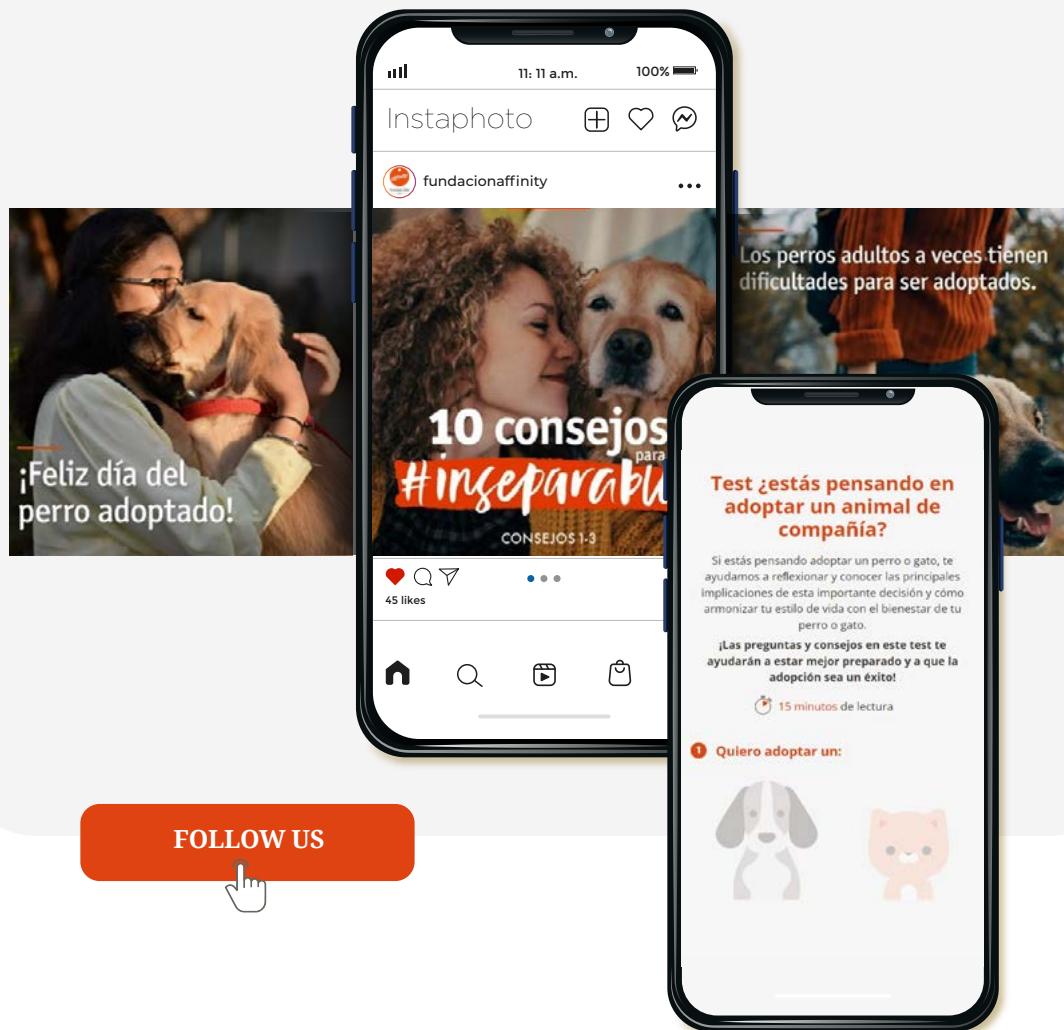 11: 11 a.m.
100%
Instaphoto
fundacionaffinity
¡Feliz día del
perro adoptado!
10 consejos
para
CONSEJOS 1-3
45 likes
Los perros adultos a veces tienen
dificultades para ser adoptados.
Test ¿estás pensando en
adoptar un animal de
compañía?
Si estás pensando adoptar un perro o gato, te
ayudamos a reflexionar y conocer las principales
implicaciones de esta importante decisión y cómo
armonizar tu estilo de vida con el bienestar de tu
perro o gato.
¡Las preguntas y consejos en este test te
ayudarán a estar mejor preparado y a que la
adopción sea un éxito!
15 minutos de lectura
1 Quiero adoptar un:
FOLLOW US